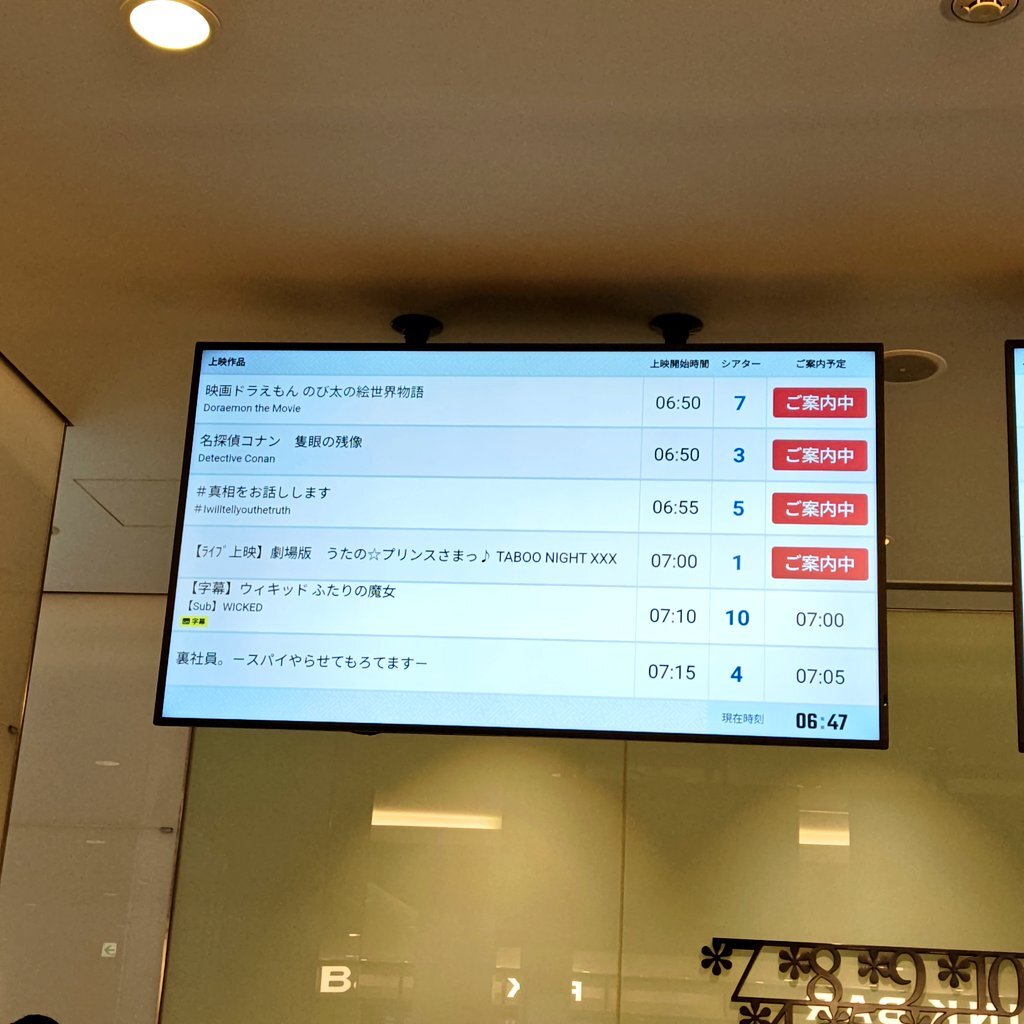 上映作品 上映開始時間 シアター ご案内予定
映画ドラえもん のび太の絵世界物語
Doraemon the Movie
06:50 7 ご案内中
名探偵コナン 隻眼の残像
Detective Conan
06:50 3 ご案内中
＃真相をお話しします
#Iwilltellyouthetruth
06:55 5 ご案内中
【ﾗｲﾌﾞ上映】劇場版 うたの☆プリンスさまっ♪ TABOO NIGHT XXX
07:00 1 ご案内中
【字幕】ウィキッド ふたりの魔女
【Sub】WICKED
字幕
07:10 10 07:00
裏社員。ースパイやらせてもろてますー
07:15 4 07:05
現在時刻 06:47
*7 *8 *9 *10